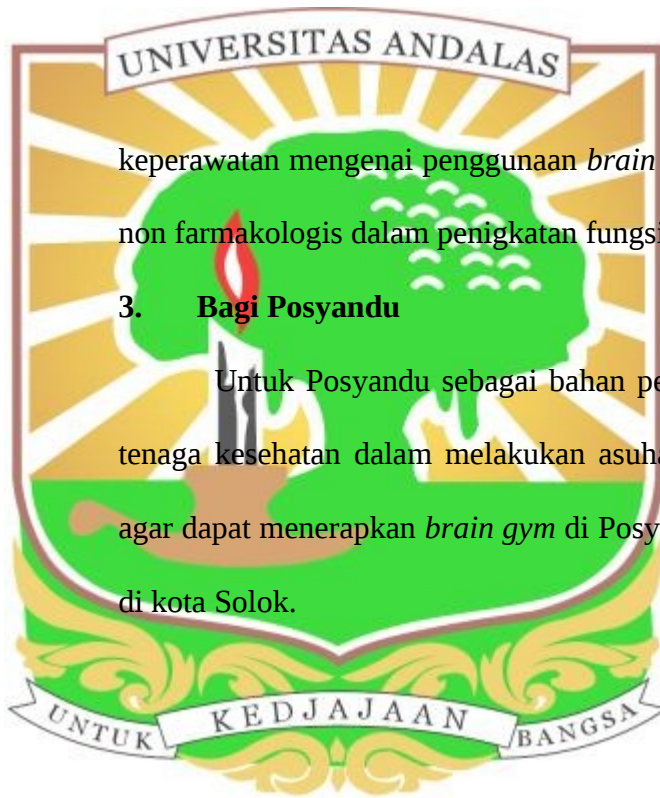 UNIVERSITAS ANDALAS
keperawatan mengenai penggunaan brain
non farmakologis dalam penigkatan fungsi
3. Bagi Posyandu
Untuk Posyandu sebagai bahan pe
tenaga kesehatan dalam melakukan asuha
agar dapat menerapkan brain gym di Posy
di kota Solok.
UNTUK KEDJAJAAN BANGSA